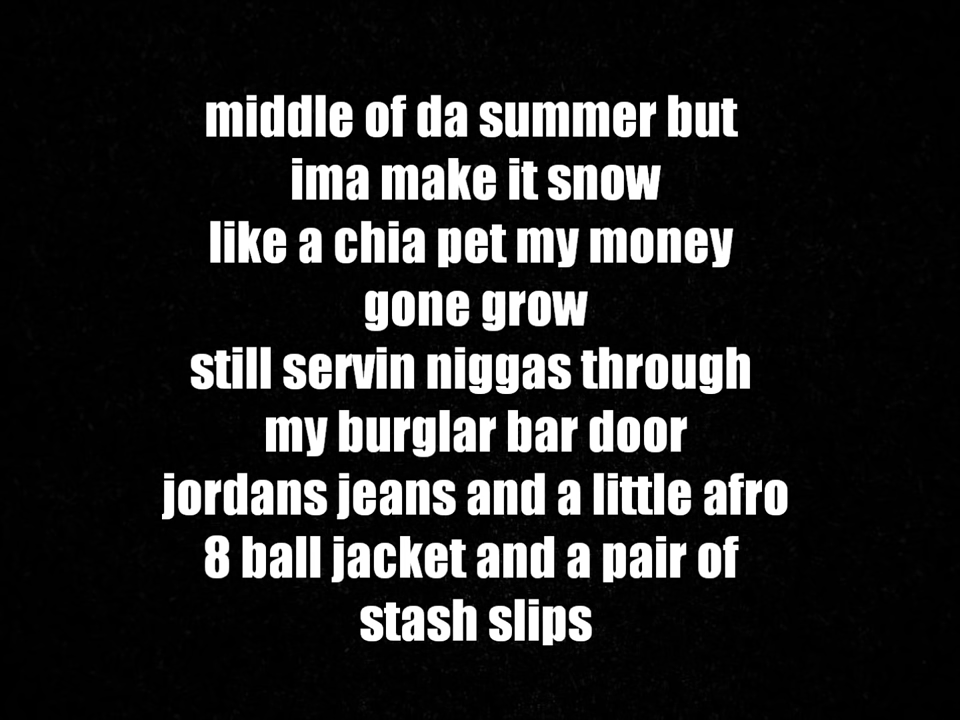 middle of da summer but
ima make it snow
like a chia pet my money
gone grow
still servin niggas through
my burglar bar door
jordans jeans and a little afro
8 ball jacket and a pair of
stash slips